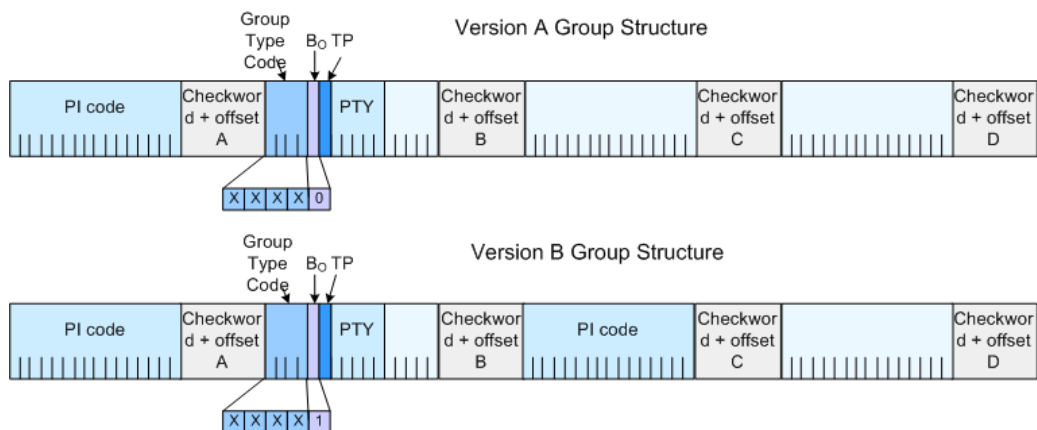 Version A Group Structure
Group
Type
Code
B0 TP
PI code
Checkwor
d + offset
A
PTY
Checkwor
d + offset
B
Checkwor
d + offset
C
Checkwor
d + offset
D
X X X X 0
Version B Group Structure
Group
Type
Code
B0 TP
PI code
Checkwor
d + offset
A
PTY
Checkwor
d + offset
B
PI code
Checkwor
d + offset
C
Checkwor
d + offset
D
X X X X 1